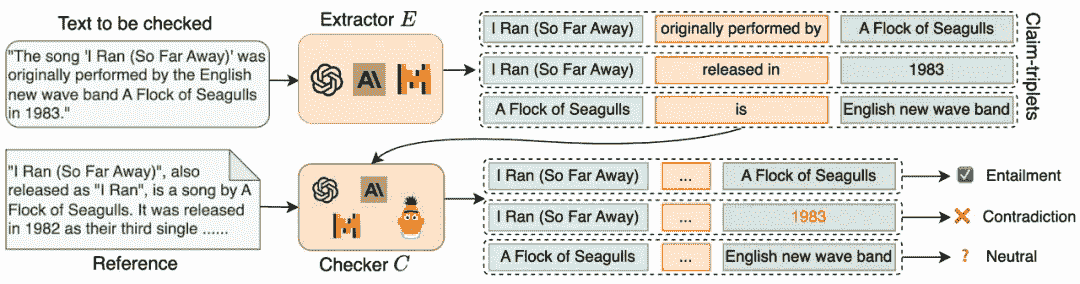 Text to be checked
"The song 'I Ran (So Far Away)' was
originally performed by the English
new wave band A Flock of Seagulls
in 1983."
Extractor E
I Ran (So Far Away) originally performed by A Flock of Seagulls
I Ran (So Far Away) released in 1983
A Flock of Seagulls is English new wave band
Claim-triplets
"I Ran (So Far Away)", also
released as "I Ran", is a song by A
Flock of Seagulls. It was released
in 1982 as their third single ......
Reference
Checker C
I Ran (So Far Away) ... A Flock of Seagulls Entailment
I Ran (So Far Away) ... 1983 Contradiction
A Flock of Seagulls ... English new wave band ? Neutral